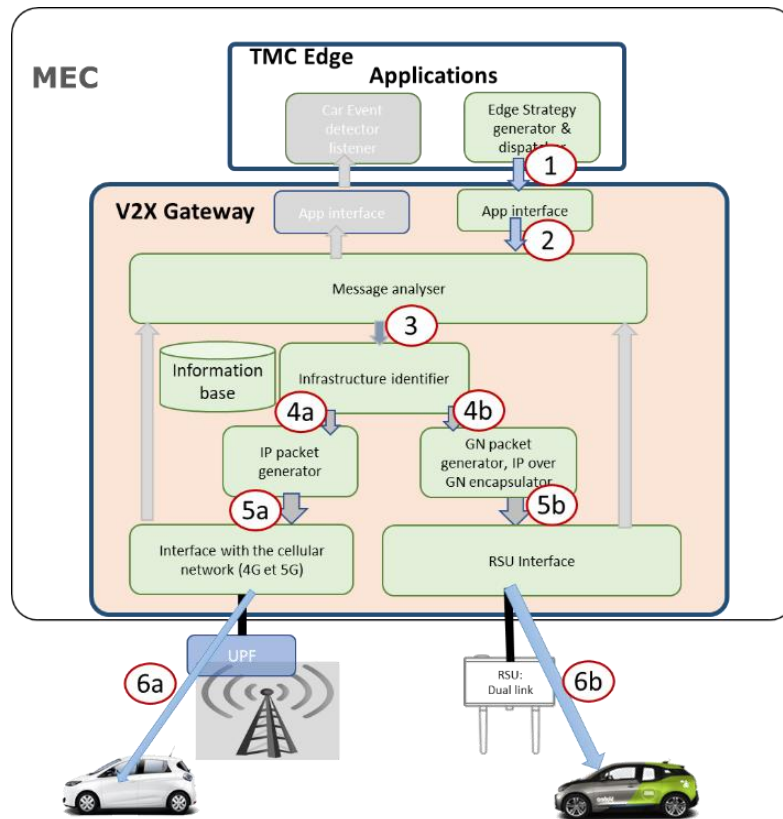 MEC
TMC Edge
Applications
Car Event
detector
listener
Edge Strategy
generator &
dispatcher
1
V2X Gateway
App interface
App interface
2
Message analyser
3
Information
base
Infrastructure identifier
4a
4b
IP packet
generator
GN packet
generator, IP over
GN encapsulator
5a
5b
Interface with the cellular
network (4G et 5G)
RSU Interface
UPF
RSU:
Dual link
6a
6b